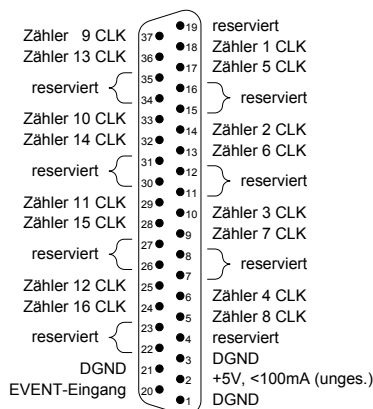 Zähler 9 CLK 37 19 reserviert
Zähler 13 CLK 36 18 Zähler 1 CLK
35 17 Zähler 5 CLK
reserviert 34 16
15 reserviert
Zähler 10 CLK 33 14 Zähler 2 CLK
Zähler 14 CLK 32 13 Zähler 6 CLK
31 12
reserviert 30 11 reserviert
Zähler 11 CLK 29 10 Zähler 3 CLK
Zähler 15 CLK 28 9 Zähler 7 CLK
27 8
reserviert 26 7 reserviert
Zähler 12 CLK 25 6 Zähler 4 CLK
Zähler 16 CLK 24 5 Zähler 8 CLK
reserviert 23 4 reserviert
22 3 DGND
DGND 21 2 +5V, <100mA (unges.)
EVENT-Eingang 20 1 DGND